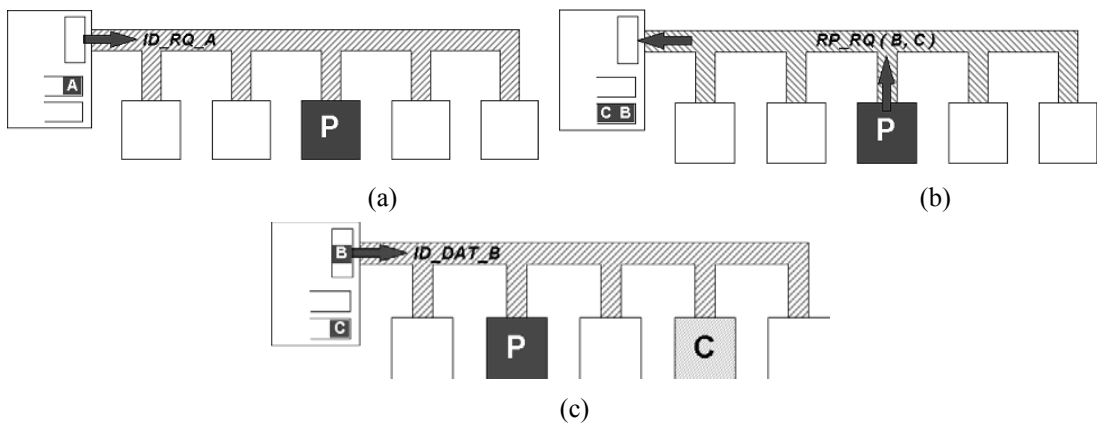 ID_RQ_A
A
P
(a)
RP_RQ ( B, C )
C B
P
(b)
B
ID_DAT_B
C
P
C
(c)